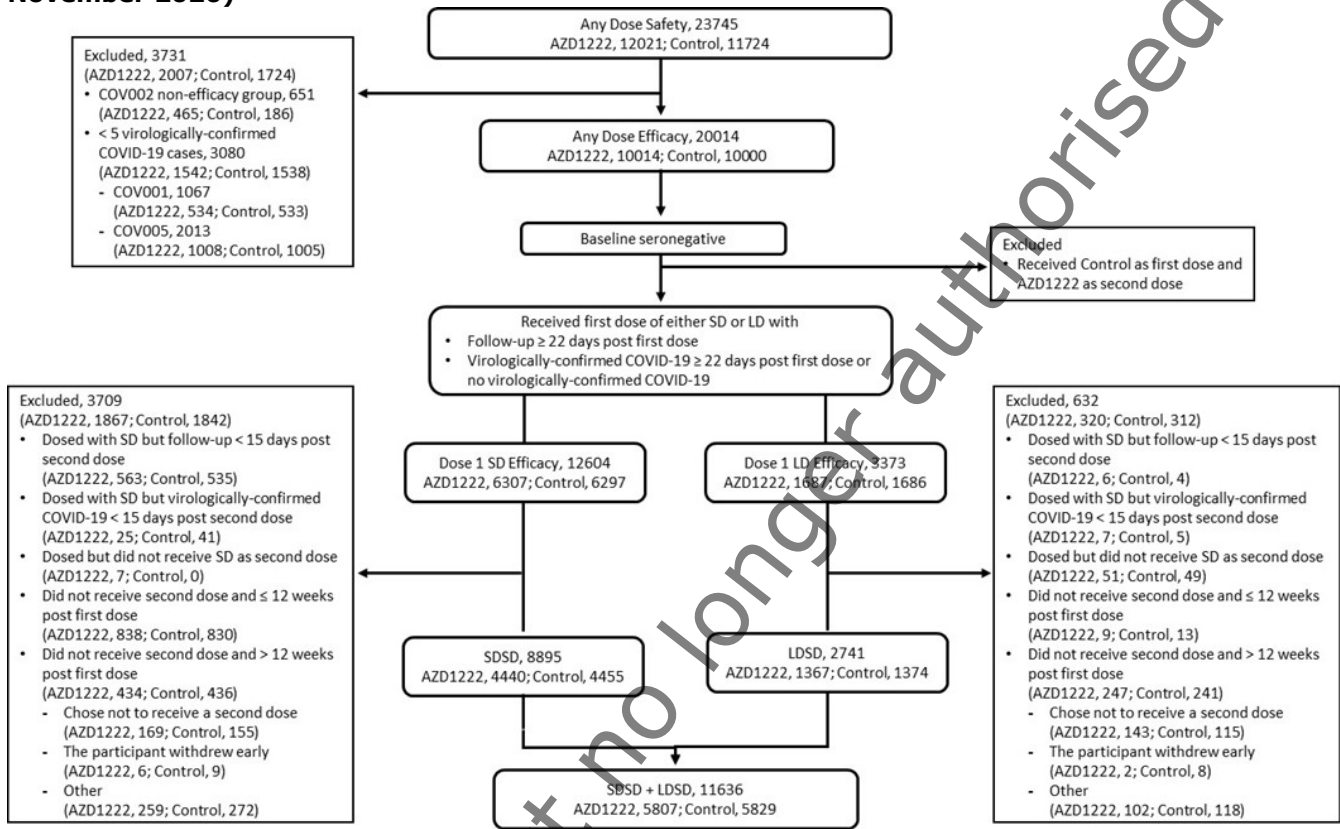 November 2020)
Any Dose Safety, 23745
AZD1222, 12021; Control, 11724
Excluded, 3731
(AZD1222, 2007; Control, 1724)
• COV002 non-efficacy group, 651
(AZD1222, 465; Control, 186)
• < 5 virologically-confirmed
COVID-19 cases, 3080
(AZD1222, 1542; Control, 1538)
- COV001, 1067
(AZD1222, 534; Control, 533)
- COV005, 2013
(AZD1222, 1008; Control, 1005)
Any Dose Efficacy, 20014
AZD1222, 10014; Control, 10000
Baseline seronegative
Excluded
• Received Control as first dose and
AZD1222 as second dose
Received first dose of either SD or LD with
• Follow-up ≥ 22 days post first dose
• Virologically-confirmed COVID-19 ≥ 22 days post first dose or
no virologically-confirmed COVID-19
Excluded, 3709
(AZD1222, 1867; Control, 1842)
• Dosed with SD but follow-up < 15 days post
second dose
(AZD1222, 563; Control, 535)
• Dosed with SD but virologically-confirmed
COVID-19 < 15 days post second dose
(AZD1222, 25; Control, 41)
• Dosed but did not receive SD as second dose
(AZD1222, 7; Control, 0)
• Did not receive second dose and ≤ 12 weeks
post first dose
(AZD1222, 838; Control, 830)
• Did not receive second dose and > 12 weeks
post first dose
(AZD1222, 434; Control, 436)
- Chose not to receive a second dose
(AZD1222, 169; Control, 155)
- The participant withdrew early
(AZD1222, 6; Control, 9)
- Other
(AZD1222, 259; Control, 272)
Dose 1 SD Efficacy, 12604
AZD1222, 6307; Control, 6297
Dose 1 LD Efficacy, 3373
AZD1222, 1687; Control, 1686
Excluded, 632
(AZD1222, 320; Control, 312)
• Dosed with SD but follow-up < 15 days post
second dose
(AZD1222, 6; Control, 4)
• Dosed with SD but virologically-confirmed
COVID-19 < 15 days post second dose
(AZD1222, 7; Control, 5)
• Dosed but did not receive SD as second dose
(AZD1222, 51; Control, 49)
• Did not receive second dose and ≤ 12 weeks
post first dose
(AZD1222, 9; Control, 13)
• Did not receive second dose and > 12 weeks
post first dose
(AZD1222, 247; Control, 241)
- Chose not to receive a second dose
(AZD1222, 143; Control, 115)
- The participant withdrew early
(AZD1222, 2; Control, 8)
- Other
(AZD1222, 102; Control, 118)
SDSD, 8895
AZD1222, 4440; Control, 4455
LDSD, 2741
AZD1222, 1367; Control, 1374
SDSD + LDSD, 11636
AZD1222, 5807; Control, 5829
no longer authorised